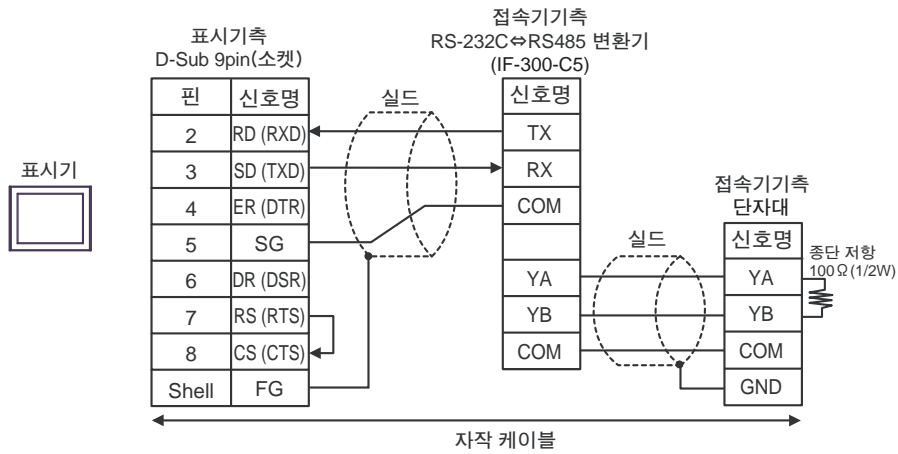 표시기측
D-Sub 9pin(소켓)
접속기기측
RS-232C⇔RS485 변환기
(IF-300-C5)
핀 신호명
2 RD (RXD)
3 SD (TXD)
4 ER (DTR)
5 SG
6 DR (DSR)
7 RS (RTS)
8 CS (CTS)
Shell FG
표시기
실드
신호명
TX
RX
COM
YA
YB
COM
실드
접속기기측
단자대
신호명
YA
YB
COM
GND
종단 저항
100Ω(1/2W)
자작 케이블